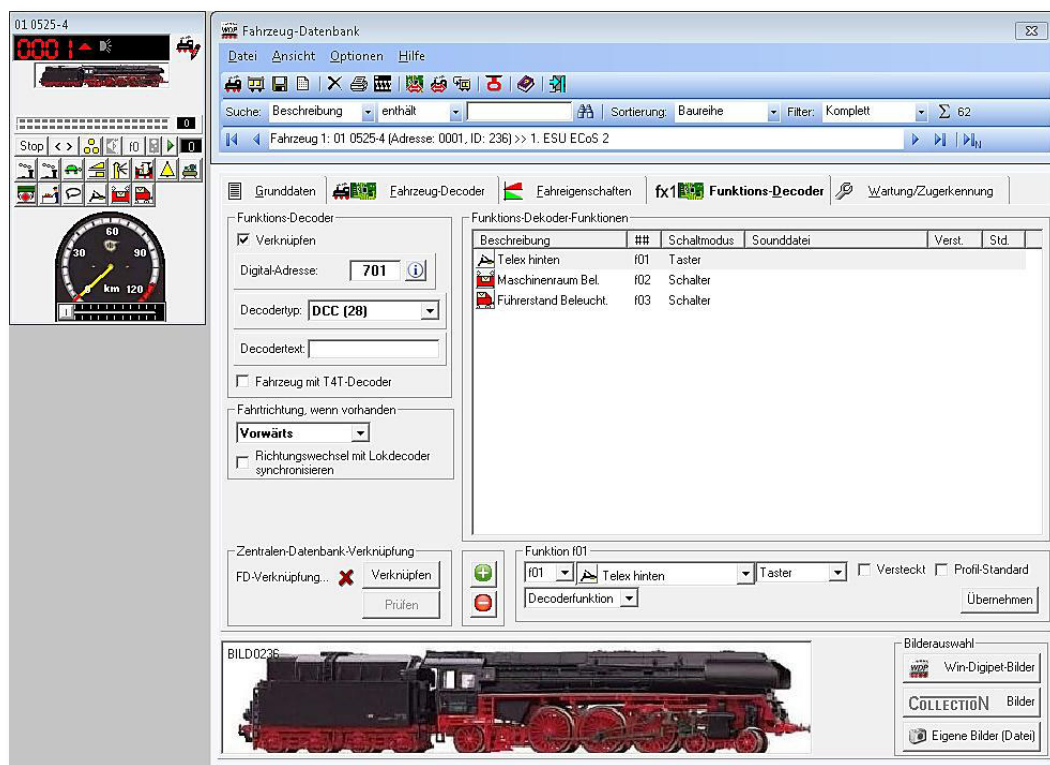 01 0525-4
0001
0
Stop < > f0 0
60
30 90
0 km 120
WDP Fahrzeug-Datenbank
Datei Ansicht Optionen Hilfe
Suche: Beschreibung enthält Sortierung: Baureihe Filter: Komplett Σ 62
Fahrzeug 1: 01 0525-4 (Adresse: 0001, ID: 236) >> 1. ESU ECoS 2 N
Grunddaten Fahrzeug-Decoder Fahreigenschaften fx1 Funktions-Decoder Wartung/Zugerkennung
Funktions-Decoder
Verknüpfen
Digital-Adresse: 701
Decodertyp: DCC (28)
Decodertext:
Fahrzeug mit T4T-Decoder
Fahrtrichtung, wenn vorhanden
Vorwärts
Richtungswechsel mit Lokdecoder
synchronisieren
Funktions-Dekoder-Funktionen
Beschreibung ## Schaltmodus Sounddatei Verst. Std.
Telex hinten f01 Taster
Maschinenraum Bel. f02 Schalter
Führerstand Beleucht. f03 Schalter
Zentralen-Datenbank-Verknüpfung
FD-Verknüpfung... Verknüpfen
Prüfen
Funktion f01
f01 Telex hinten Taster Versteckt Profil-Standard
Decoderfunktion Übernehmen
BILD0236
Bilderauswahl
WDP Win-Digipet-Bilder
COLLECTION Bilder
Eigene Bilder (Datei)